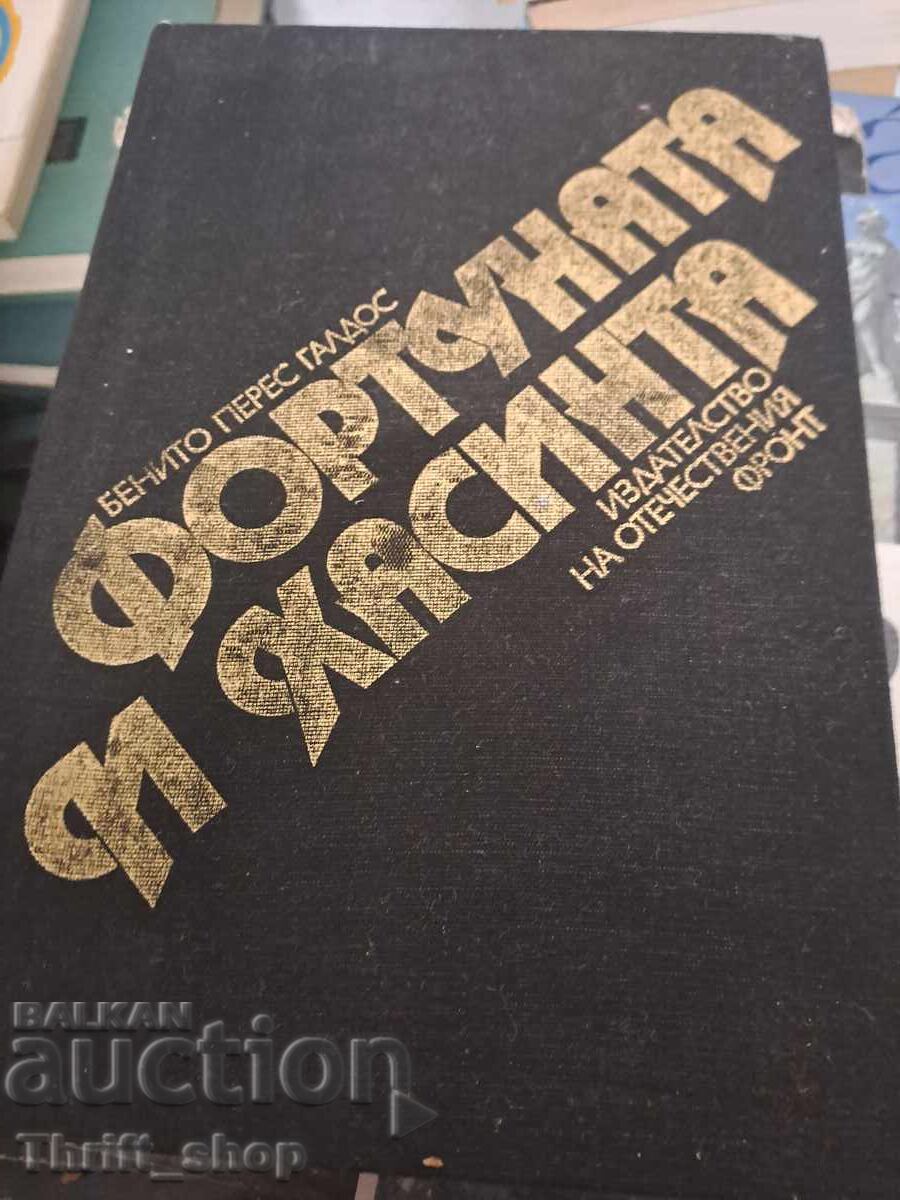 БЕНИТО ПЕРЕС ГАЛДОС
ФОРТУНАТА
И ХАСИНТА
ИЗДАТЕЛСТВО
НА ОТЕЧЕСТВЕНИЯ
ФРОНТ
BALKAN
auction
Thrift_shop